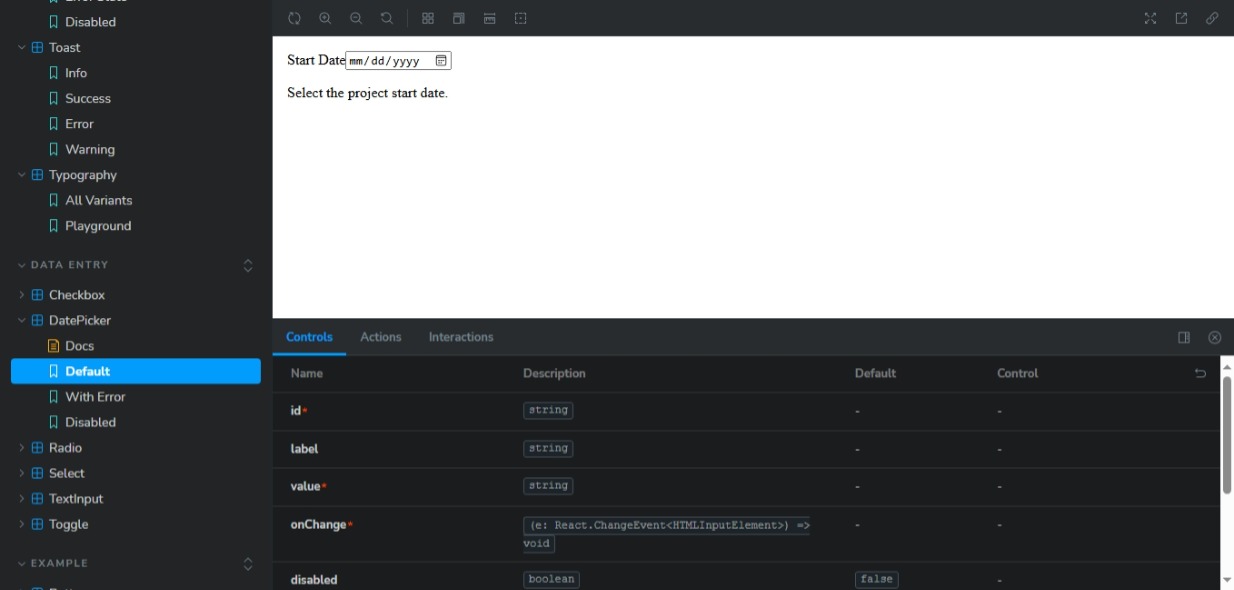 Disabled
Toast
Info
Success
Error
Warning
Typography
All Variants
Playground
DATA ENTRY
Checkbox
DatePicker
Docs
Default
With Error
Disabled
Radio
Select
TextInput
Toggle
EXAMPLE
Start Date mm/dd/yyyy
Select the project start date.
Controls Actions Interactions
Name Description Default Control
id* string - -
label string - -
value* string - -
onChange* (e: React.ChangeEvent<HTMLInputElement>) => - -
void
disabled boolean false -